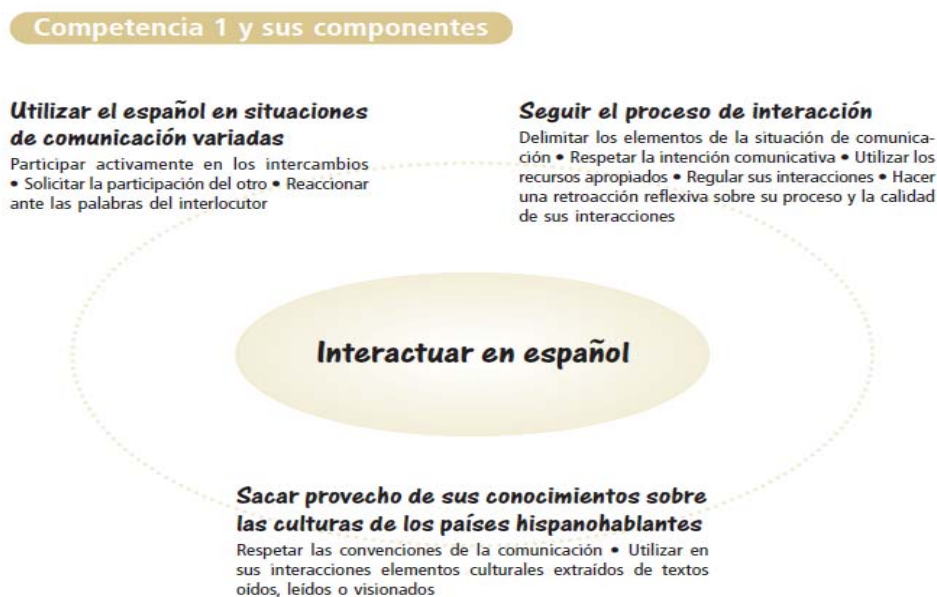 Competencia 1 y sus componentes
Utilizar el español en situaciones
de comunicación variadas
Participar activamente en los intercambios
• Solicitar la participación del otro • Reaccionar
ante las palabras del interlocutor
Seguir el proceso de interacción
Delimitar los elementos de la situación de comunica-
ción • Respetar la intención comunicativa • Utilizar los
recursos apropiados • Regular sus interacciones • Hacer
una retroacción reflexiva sobre su proceso y la calidad
de sus interacciones
Interactuar en español
Sacar provecho de sus conocimientos sobre
las culturas de los países hispanohablantes
Respetar las convenciones de la comunicación • Utilizar en
sus interacciones elementos culturales extraídos de textos
oídos, leídos o visionados